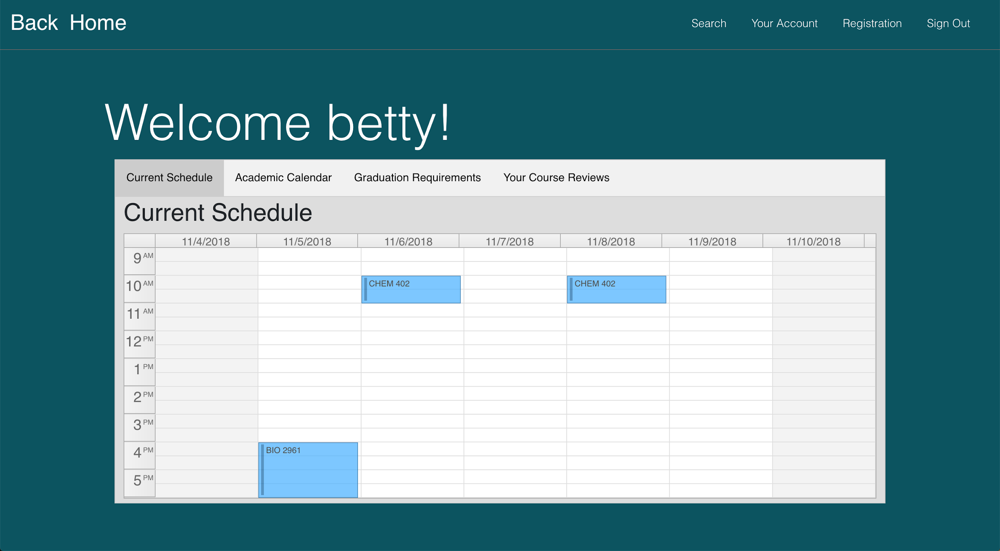 Back Home Search Your Account Registration Sign Out
Welcome betty!
Current Schedule Academic Calendar Graduation Requirements Your Course Reviews
Current Schedule
11/4/2018 11/5/2018 11/6/2018 11/7/2018 11/8/2018 11/9/2018 11/10/2018
9 AM
10 AM CHEM 402 CHEM 402
11 AM
12 PM
1 PM
2 PM
3 PM
4 PM BIO 2961
5 PM